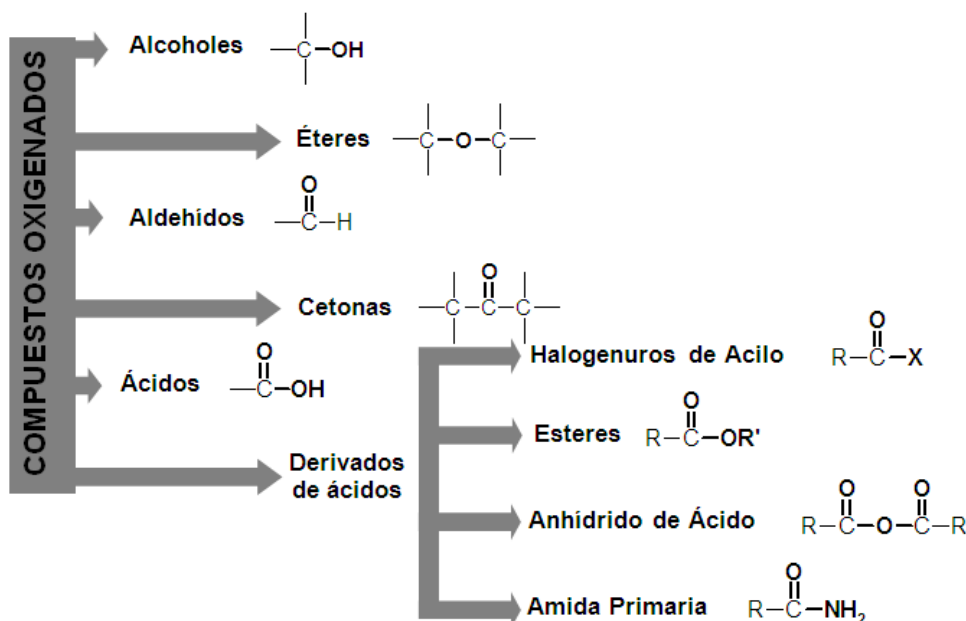 COMPUESTOS OXIGENADOS
Alcoholes
C OH
Éteres
C O C
Aldehídos
O
C H
Cetonas
O
C C C
Ácidos
O
C OH
Derivados
de ácidos
Halogenuros de Acilo
O
R C X
Esteres
O
R C OR'
Anhídrido de Ácido
O O
R C O C R
Amida Primaria
O
R C NH₂